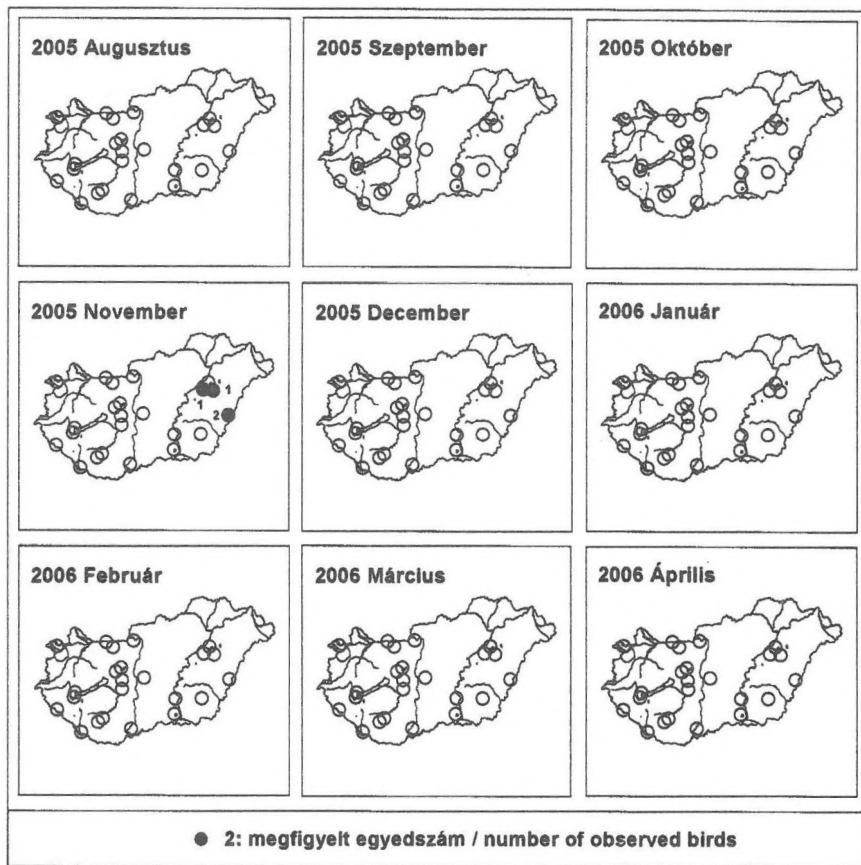 2005 Augusztus
2005 Szeptember
2005 Október
2005 November
1
1
2
2005 December
2006 Január
2006 Február
2006 Március
2006 Április
● 2: megfigyelt egyedszám / number of observed birds